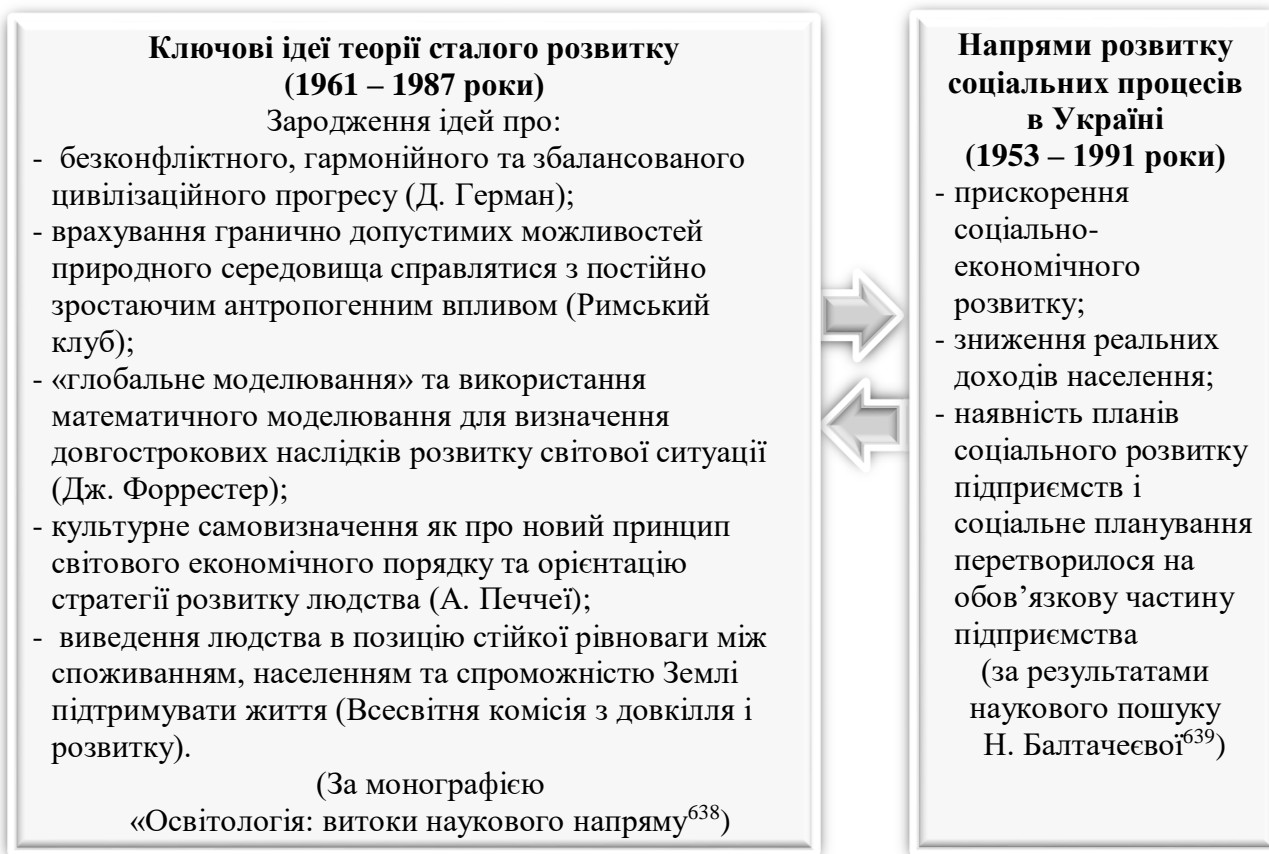 Ключові ідеї теорії сталого розвитку
(1961 – 1987 роки)
Зародження ідей про:
- безконфліктного, гармонійного та збалансованого
цивілізаційного прогресу (Д. Герман);
- врахування гранично допустимих можливостей
природного середовища справлятися з постійно
зростаючим антропогенним впливом (Римський
клуб);
- «глобальне моделювання» та використання
математичного моделювання для визначення
довгострокових наслідків розвитку світової ситуації
(Дж. Форрестер);
- культурне самовизначення як про новий принцип
світового економічного порядку та орієнтацію
стратегії розвитку людства (А. Печчеї);
- виведення людства в позицію стійкої рівноваги між
споживанням, населенням та спроможністю Землі
підтримувати життя (Всесвітня комісія з довкілля і
розвитку).
(За монографією
«Освітологія: витоки наукового напряму638)
Напрями розвитку
соціальних процесів
в Україні
(1953 – 1991 роки)
- прискорення
соціально-
економічного
розвитку;
- зниження реальних
доходів населення;
- наявність планів
соціального розвитку
підприємств і
соціальне планування
перетворилося на
обов’язкову частину
підприємства
(за результатами
наукового пошуку
Н. Балтачеєвої639)